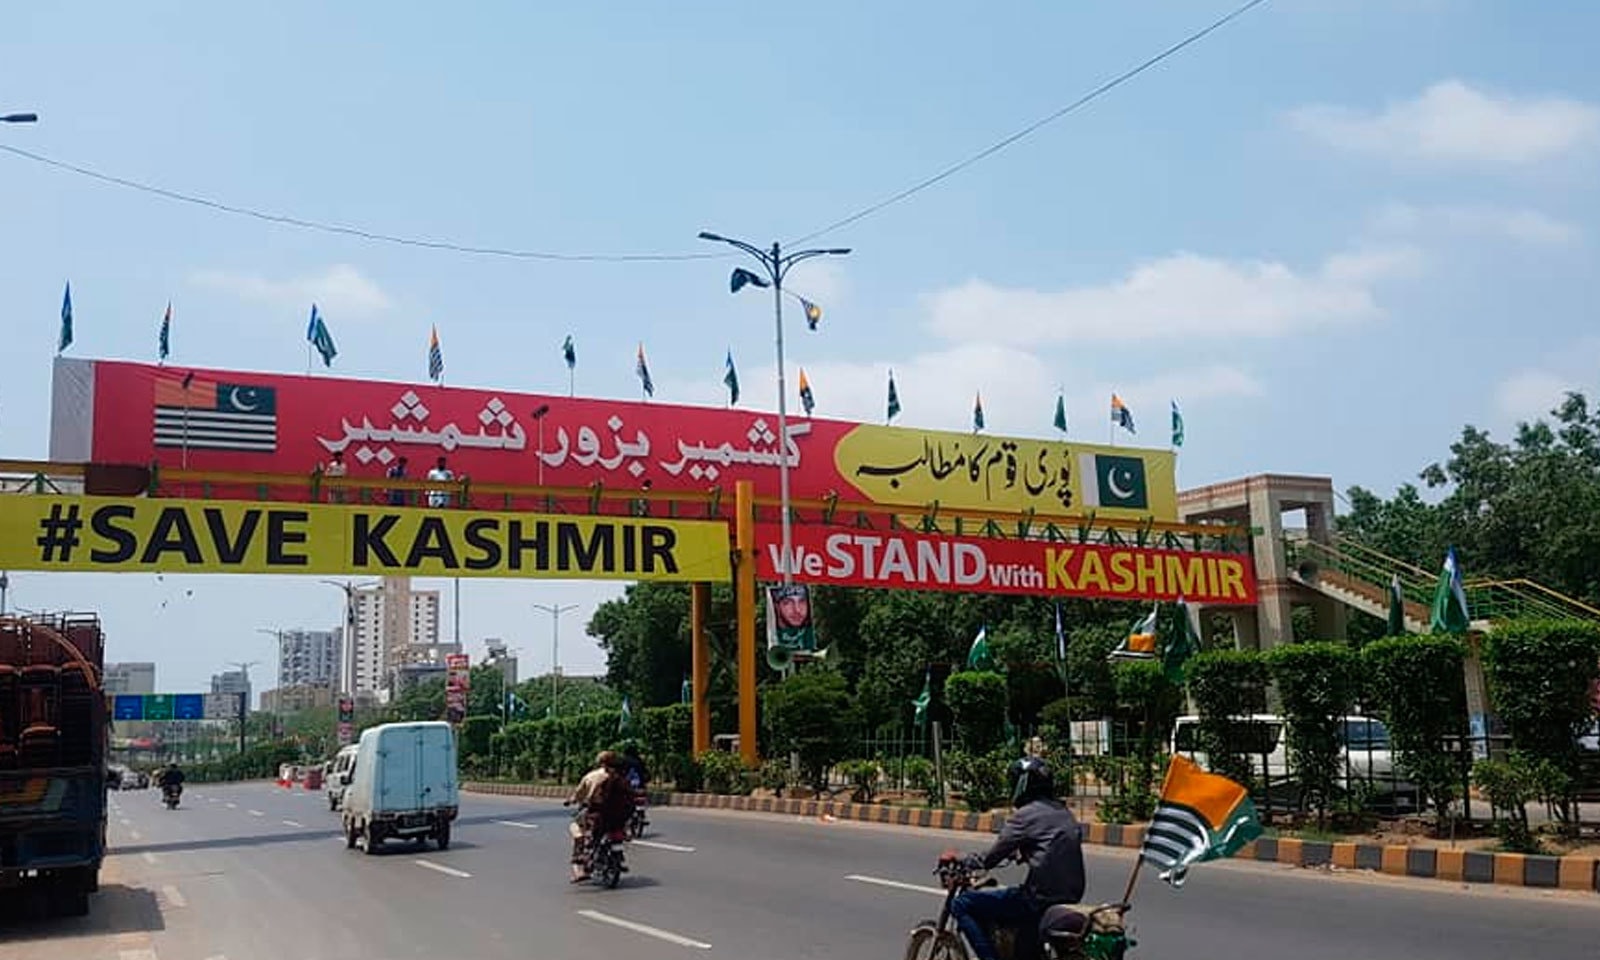 پوری قوم کا مطالبہ
کشمیر بزور شمشیر
#SAVE KASHMIR
We STAND With KASHMIR